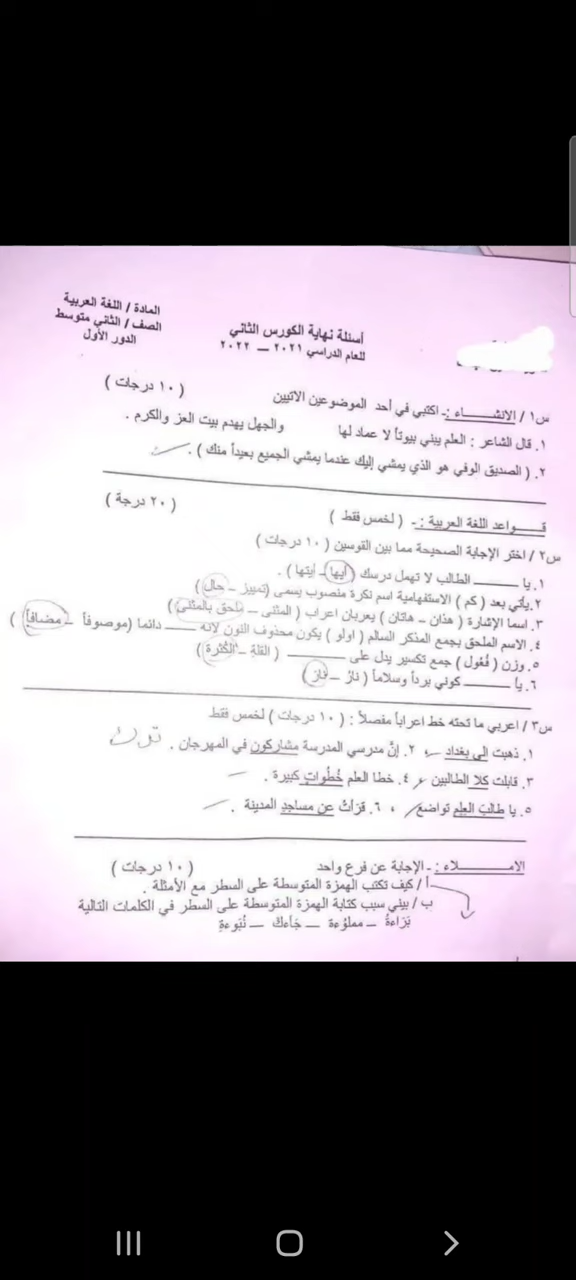 المادة / اللغة العربية
الصف / الثاني متوسط
الدور الأول
أسئلة نهاية الكورس الثاني
للعام الدراسي ٢٠٢١ – ٢٠٢٢
س١ / الانشـــاء :- اكتبي في أحد الموضوعين الاتيين ( ١٠ درجات )
١. قال الشاعر : العلم يبني بيوتاً لا عماد لها والجهل يهدم بيت العز والكرم .
٢. ( الصديق الوفي هو الذي يمشي إليك عندما يمشي الجميع بعيداً منك ) .
قـــواعد اللغة العربية :- ( لخمس فقط ) ( ٢٠ درجة )
س٢ / اختر الإجابة الصحيحة مما بين القوسين ( ١٠ درجات )
١. يا ــــــ الطالب لا تهمل درسك ( أيها – أيتها ) .
٢. يأتي بعد ( كم ) الاستفهامية اسم نكرة منصوب يسمى (تمييز – حال )
٣. اسما الإشارة ( هذان – هاتان ) يعربان اعراب ( المثنى – ملحق بالمثنى )
٤. الاسم الملحق بجمع المذكر السالم ( اولو ) يكون محذوف النون لانه ــــــ دائما (موصوفاً – مضافاً )
٥. وزن ( فُعُول ) جمع تكسير يدل على ــــــ ( القلة – الكثرة )
٦. يا ــــــ كوني برداً وسلاماً ( نارُ – نار )
س٣ / اعربي ما تحته خط اعراباً مفصلاً : ( ١٠ درجات ) لخمس فقط
١. ذهبت الى بغداد ٢. إنَّ مدرسي المدرسة مشاركون في المهرجان .
٣. قابلت كلا الطالبين ٤. خطا العلم خُطُواتٍ كبيرة .
٥. يا طالبَ العلم تواضع ، ٦. قرأتُ عن مساجدِ المدينة .
الامــــلاء :- الإجابة عن فرع واحد ( ١٠ درجات )
أ / كيف تكتب الهمزة المتوسطة على السطر مع الأمثلة .
ب / بيني سبب كتابة الهمزة المتوسطة على السطر في الكلمات التالية
بَرَاءةُ – مملوءة – جَاءك – نُبَوءةِ